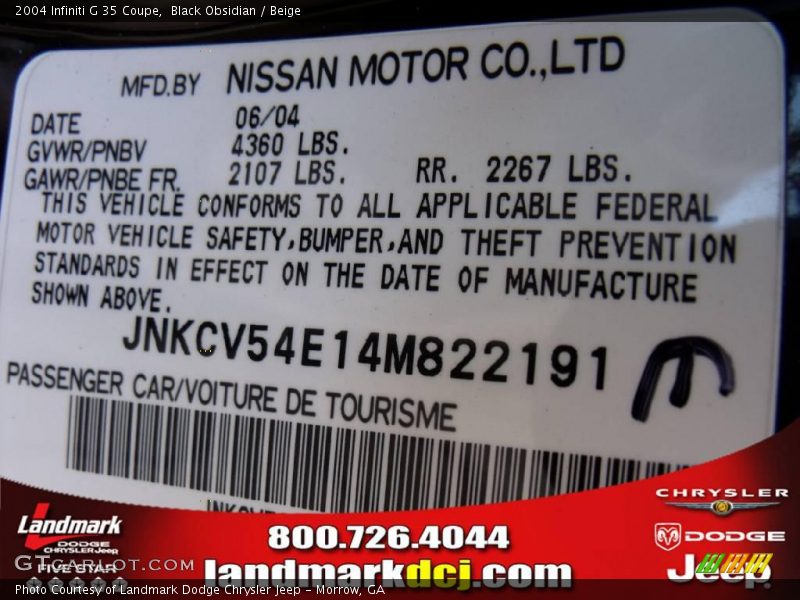 2004 Infiniti G 35 Coupe,  Black Obsidian / Beige
MFD.BY NISSAN MOTOR CO.,LTD
DATE 06/04
GVWR/PNBV 4360 LBS.
GAWR/PNBE FR. 2107 LBS. RR. 2267 LBS.
THIS VEHICLE CONFORMS TO ALL APPLICABLE FEDERAL
MOTOR VEHICLE SAFETY,BUMPER,AND THEFT PREVENTION
STANDARDS IN EFFECT ON THE DATE OF MANUFACTURE
SHOWN ABOVE.
JNKCV54E14M822191
PASSENGER CAR/VOITURE DE TOURISME
Landmark
DODGE
CHRYSLER Jeep
FIVE STAR
GTcarlot.com
800.726.4044
landmarkdcj.com
CHRYSLER
DODGE
Jeep
Photo Courtesy of Landmark Dodge Chrysler Jeep - Morrow, GA